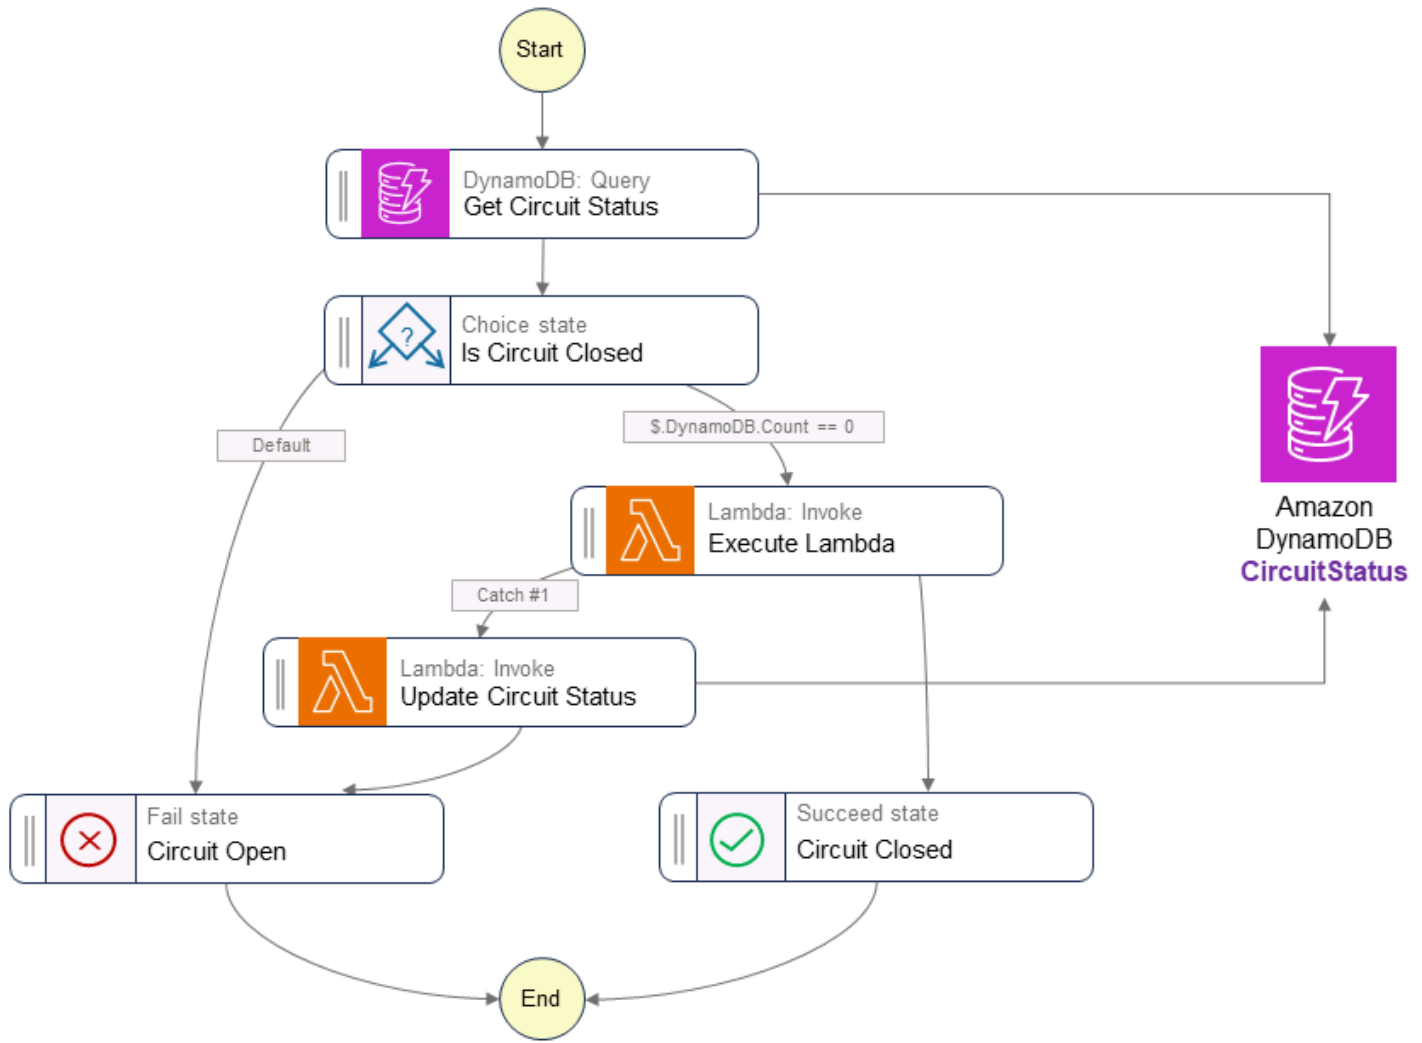 Start
DynamoDB: Query
Get Circuit Status
Choice state
?
Is Circuit Closed
Default
$.DynamoDB.Count == 0
Lambda: Invoke
Execute Lambda
Amazon
DynamoDB
CircuitStatus
Catch #1
Lambda: Invoke
Update Circuit Status
Fail state
Circuit Open
Succeed state
Circuit Closed
End